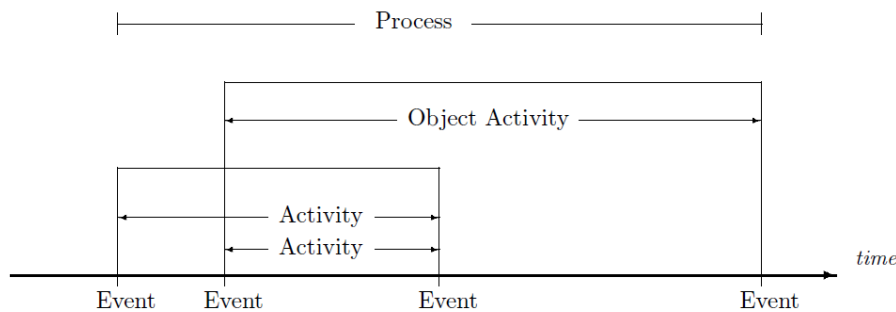 Process
Object Activity
Activity
Activity
time
Event Event Event Event